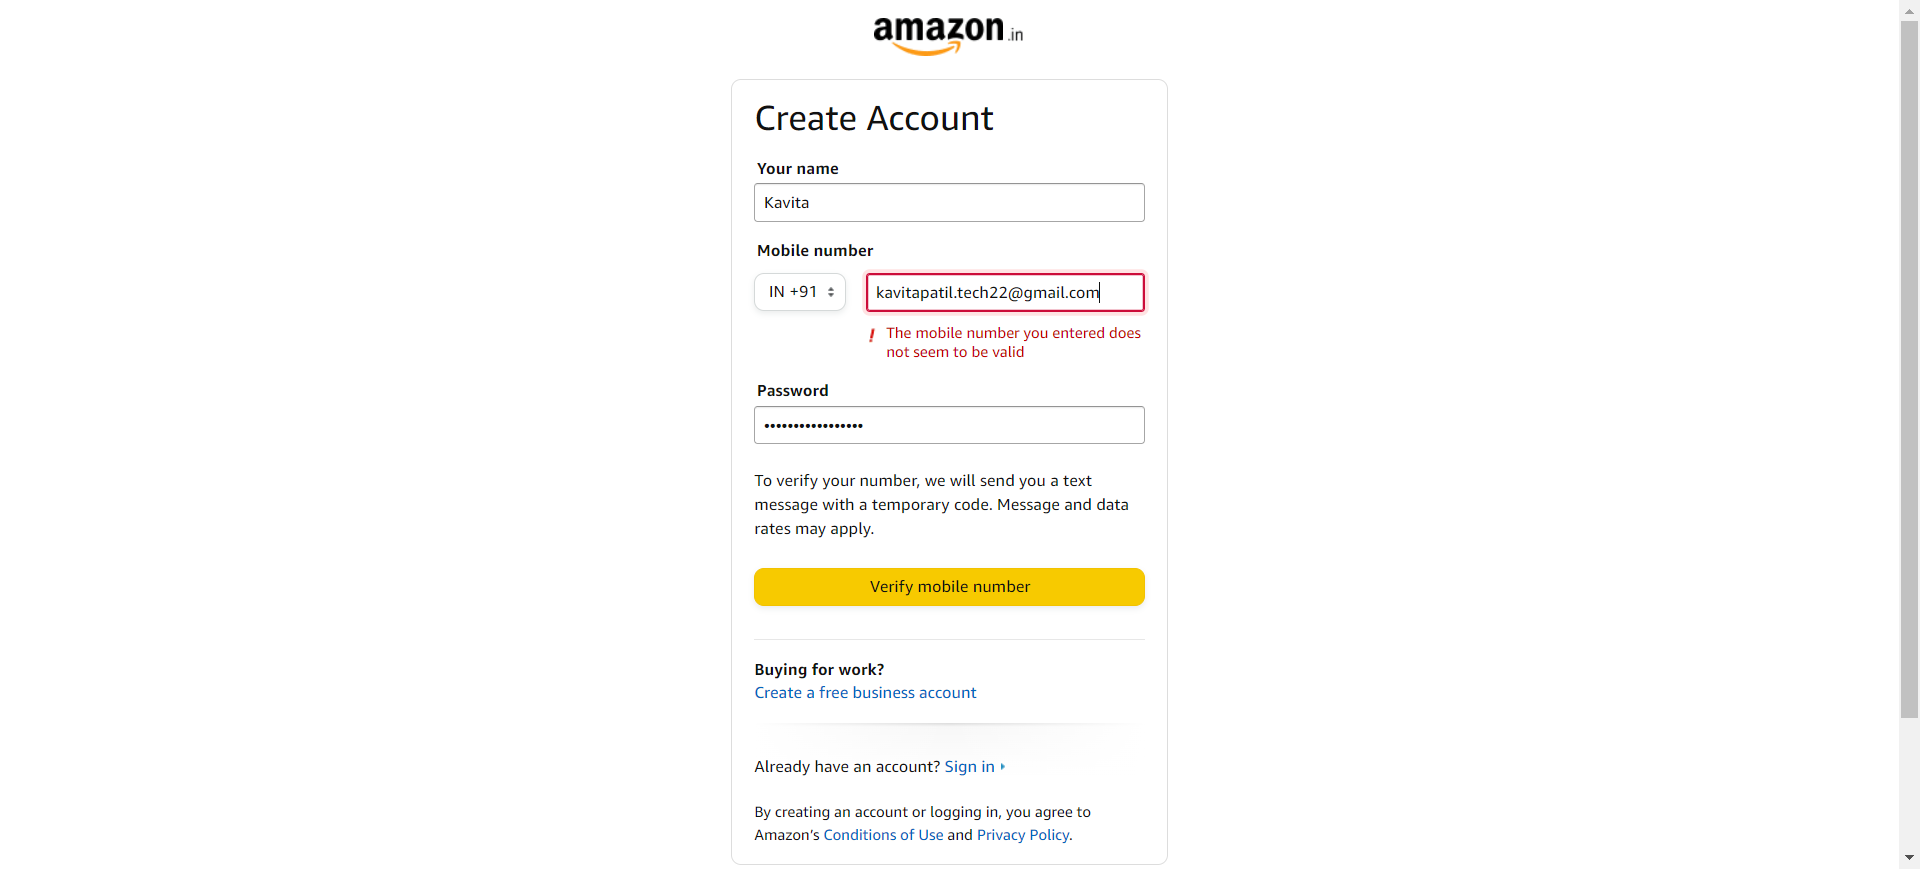 amazon.in
Create Account
Your name
Kavita
Mobile number
IN +91
kavitapatil.tech22@gmail.com
! The mobile number you entered does
not seem to be valid
Password
•••••••••••••••••
To verify your number, we will send you a text
message with a temporary code. Message and data
rates may apply.
Verify mobile number
Buying for work?
Create a free business account
Already have an account? Sign in
By creating an account or logging in, you agree to
Amazon’s Conditions of Use and Privacy Policy.